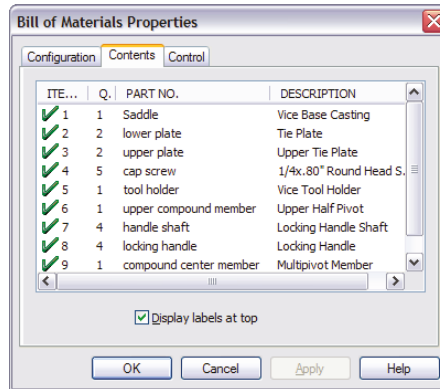 Bill of Materials Properties
Configuration Contents Control
ITE... Q. PART NO. DESCRIPTION
1 1 Saddle Vice Base Casting
2 2 lower plate Tie Plate
3 2 upper plate Upper Tie Plate
4 5 cap screw 1/4x.80" Round Head S.
5 1 tool holder Vice Tool Holder
6 1 upper compound member Upper Half Pivot
7 4 handle shaft Locking Handle Shaft
8 4 locking handle Locking Handle
9 1 compound center member Multipivot Member
Display labels at top
OK Cancel Apply Help